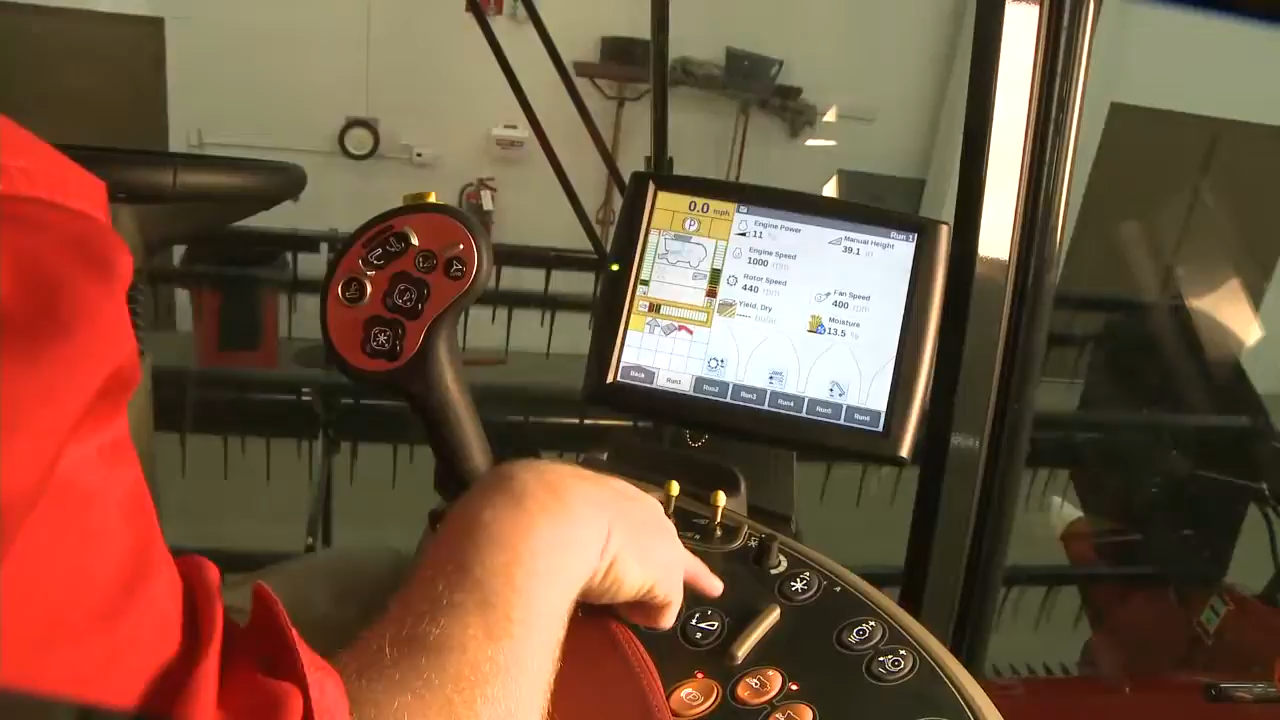 0.0 mph
P
Run 1
Engine Power
11 %
Manual Height
39.1 in
Engine Speed
1000 rpm
Rotor Speed
440 rpm
Fan Speed
400 rpm
Yield, Dry
---- bu/ac
Moisture
13.5 %
Back
Run1
Run2
Run3
Run4
Run5
Run6
A
P